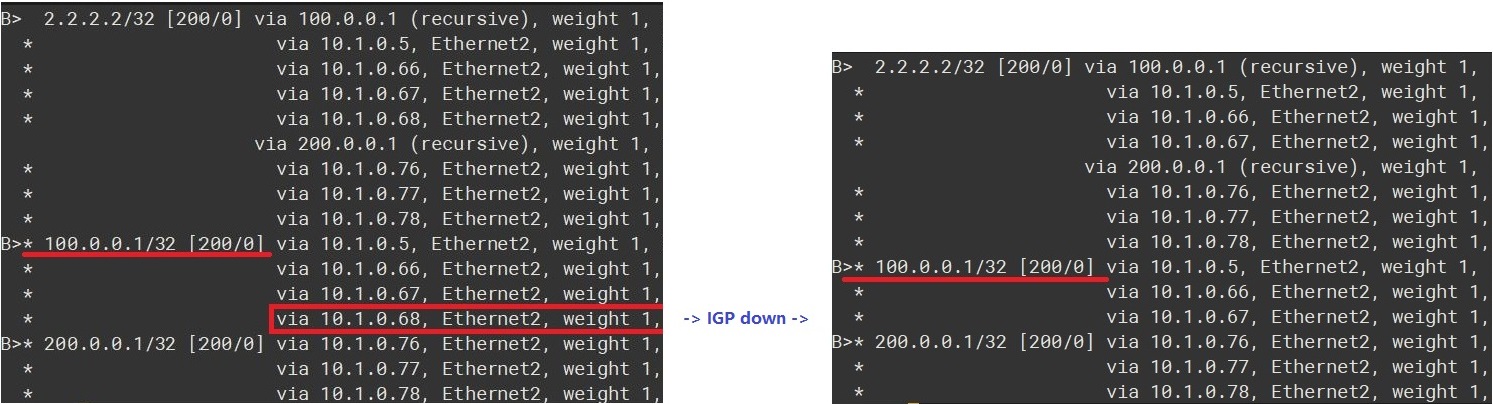 B>  2.2.2.2/32 [200/0] via 100.0.0.1 (recursive), weight 1,
  *                      via 10.1.0.5, Ethernet2, weight 1,
  *                      via 10.1.0.66, Ethernet2, weight 1,
  *                      via 10.1.0.67, Ethernet2, weight 1,
  *                      via 10.1.0.68, Ethernet2, weight 1,
                       via 200.0.0.1 (recursive), weight 1,
  *                      via 10.1.0.76, Ethernet2, weight 1,
  *                      via 10.1.0.77, Ethernet2, weight 1,
  *                      via 10.1.0.78, Ethernet2, weight 1,
B>* 100.0.0.1/32 [200/0] via 10.1.0.5, Ethernet2, weight 1,
  *                      via 10.1.0.66, Ethernet2, weight 1,
  *                      via 10.1.0.67, Ethernet2, weight 1,
  *                      via 10.1.0.68, Ethernet2, weight 1,
B>* 200.0.0.1/32 [200/0] via 10.1.0.76, Ethernet2, weight 1,
  *                      via 10.1.0.77, Ethernet2, weight 1,
  *                      via 10.1.0.78, Ethernet2, weight 1,
-> IGP down ->
B>  2.2.2.2/32 [200/0] via 100.0.0.1 (recursive), weight 1,
  *                      via 10.1.0.5, Ethernet2, weight 1,
  *                      via 10.1.0.66, Ethernet2, weight 1,
  *                      via 10.1.0.67, Ethernet2, weight 1,
                       via 200.0.0.1 (recursive), weight 1,
  *                      via 10.1.0.76, Ethernet2, weight 1,
  *                      via 10.1.0.77, Ethernet2, weight 1,
  *                      via 10.1.0.78, Ethernet2, weight 1,
B>* 100.0.0.1/32 [200/0] via 10.1.0.5, Ethernet2, weight 1,
  *                      via 10.1.0.66, Ethernet2, weight 1,
  *                      via 10.1.0.67, Ethernet2, weight 1,
B>* 200.0.0.1/32 [200/0] via 10.1.0.76, Ethernet2, weight 1,
  *                      via 10.1.0.77, Ethernet2, weight 1,
  *                      via 10.1.0.78, Ethernet2, weight 1,